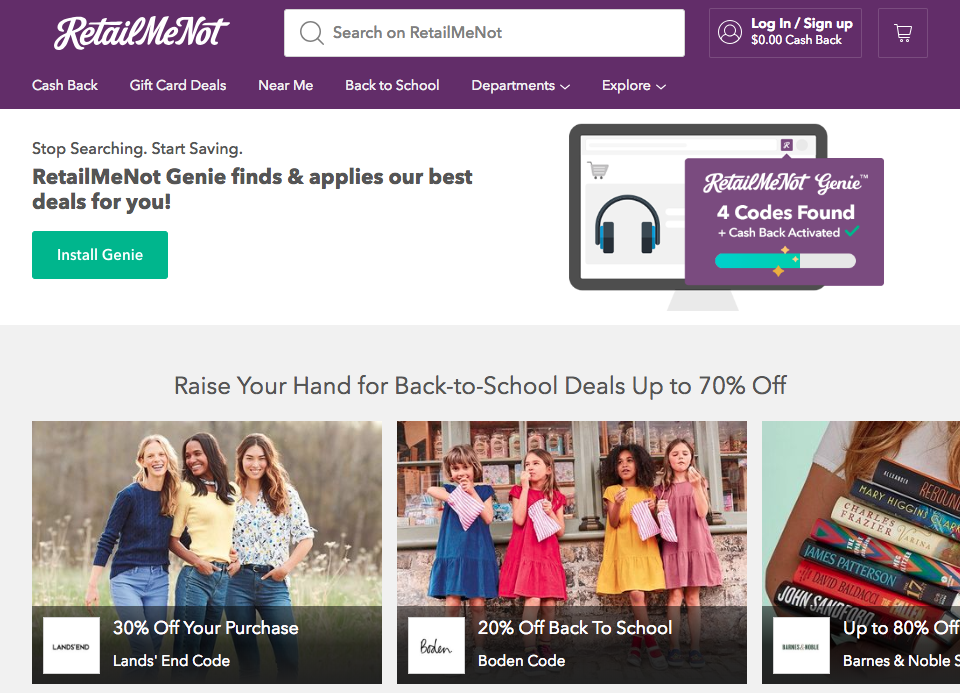 RetailMeNot
Search on RetailMeNot
Log In / Sign up
$0.00 Cash Back
Cash Back
Gift Card Deals
Near Me
Back to School
Departments
Explore
Stop Searching. Start Saving.
RetailMeNot Genie finds & applies our best
deals for you!
Install Genie
RetailMeNot Genie™
4 Codes Found
+ Cash Back Activated
Raise Your Hand for Back-to-School Deals Up to 70% Off
LANDS' END
30% Off Your Purchase
Lands' End Code
Boden
20% Off Back To School
Boden Code
ALEXANDER
REBOUND
MARY HIGGINS CLARK
CHARLES
FRAZIER
VARINA
JAMES PATTERSON
DAVID BALDACCI
JOHN SANDFORD
BARNES & NOBLE
Up to 80% Off
Barnes & Noble S